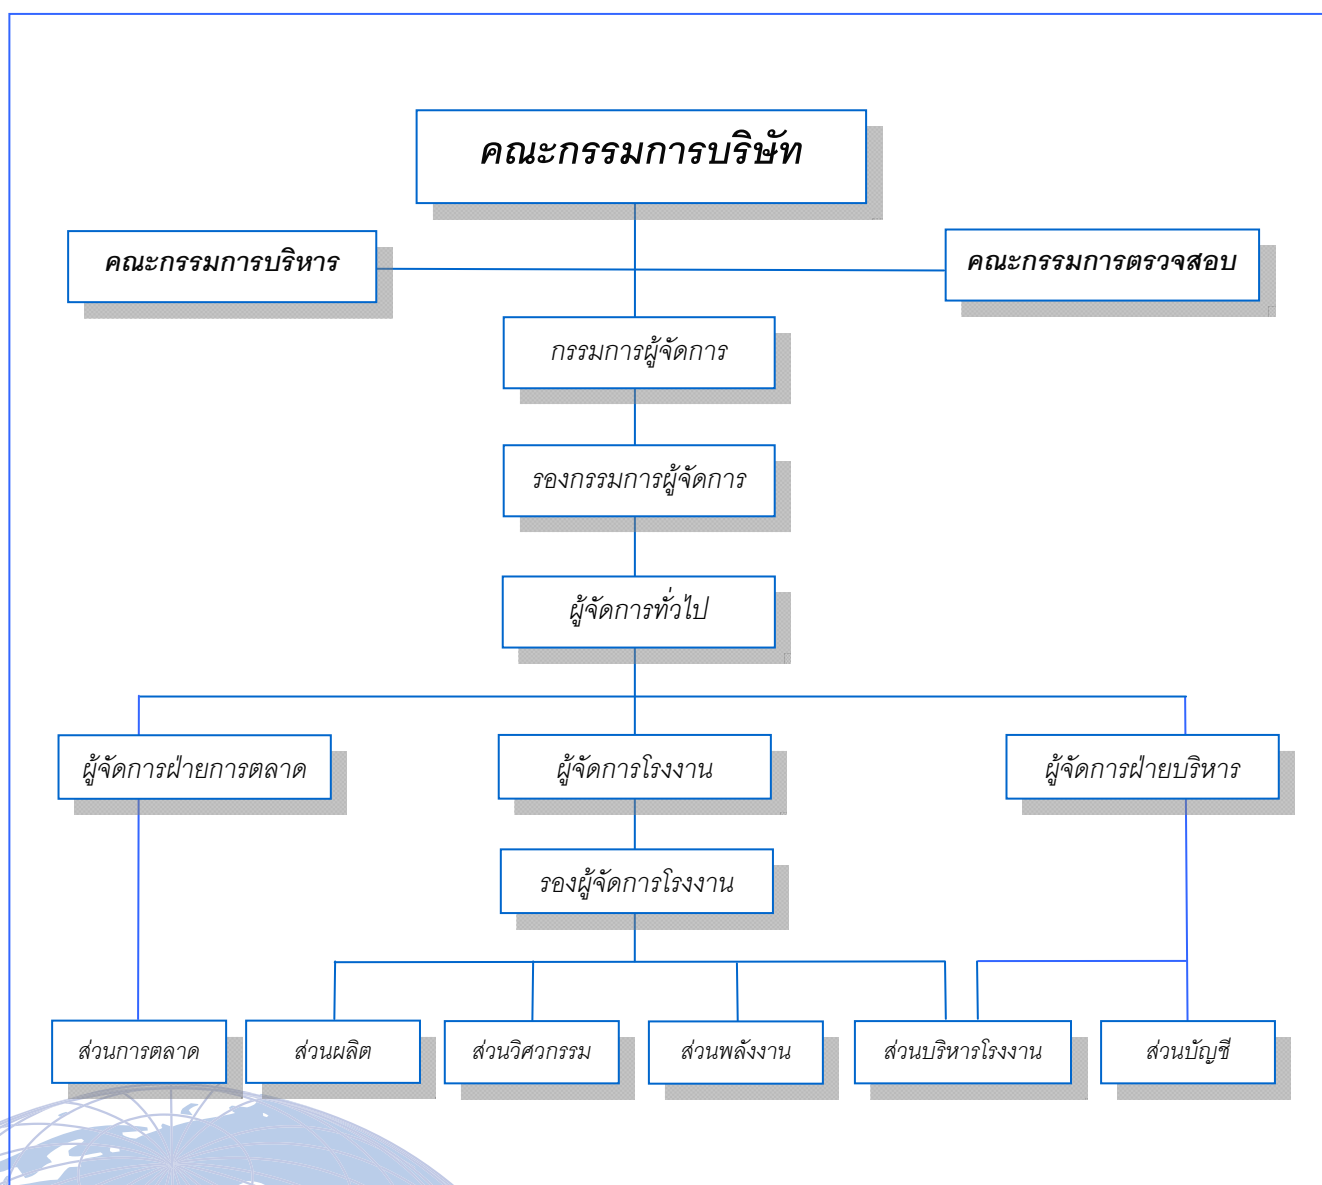 คณะกรรมการบริษัท
คณะกรรมการบริหาร
คณะกรรมการตรวจสอบ
กรรมการผู้จัดการ
รองกรรมการผู้จัดการ
ผู้จัดการทั่วไป
ผู้จัดการฝ่ายการตลาด
ผู้จัดการโรงงาน
ผู้จัดการฝ่ายบริหาร
รองผู้จัดการโรงงาน
ส่วนการตลาด
ส่วนผลิต
ส่วนวิศวกรรม
ส่วนพลังงาน
ส่วนบริหารโรงงาน
ส่วนบัญชี